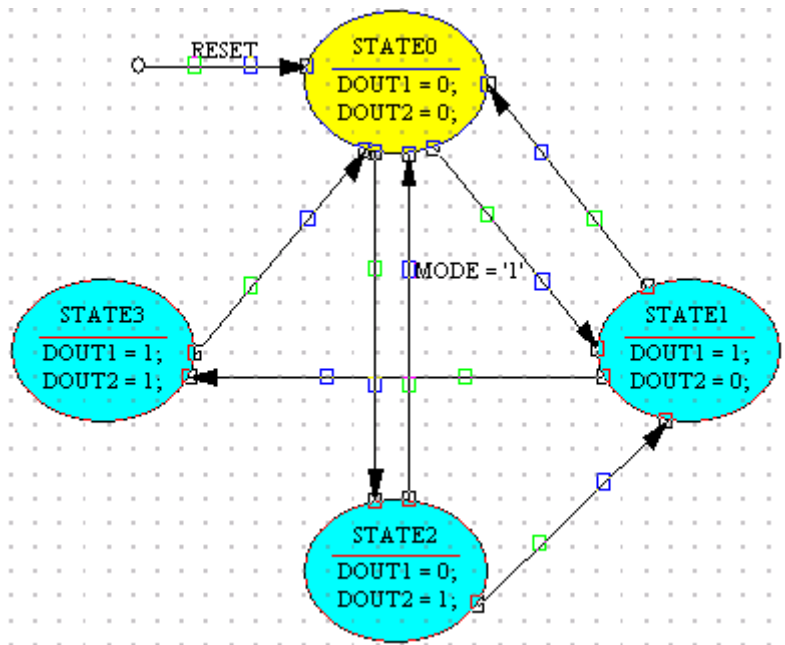 RESET
STATE0
DOUT1 = 0;
DOUT2 = 0;
MODE = '1'
STATE3
DOUT1 = 1;
DOUT2 = 1;
STATE1
DOUT1 = 1;
DOUT2 = 0;
STATE2
DOUT1 = 0;
DOUT2 = 1;